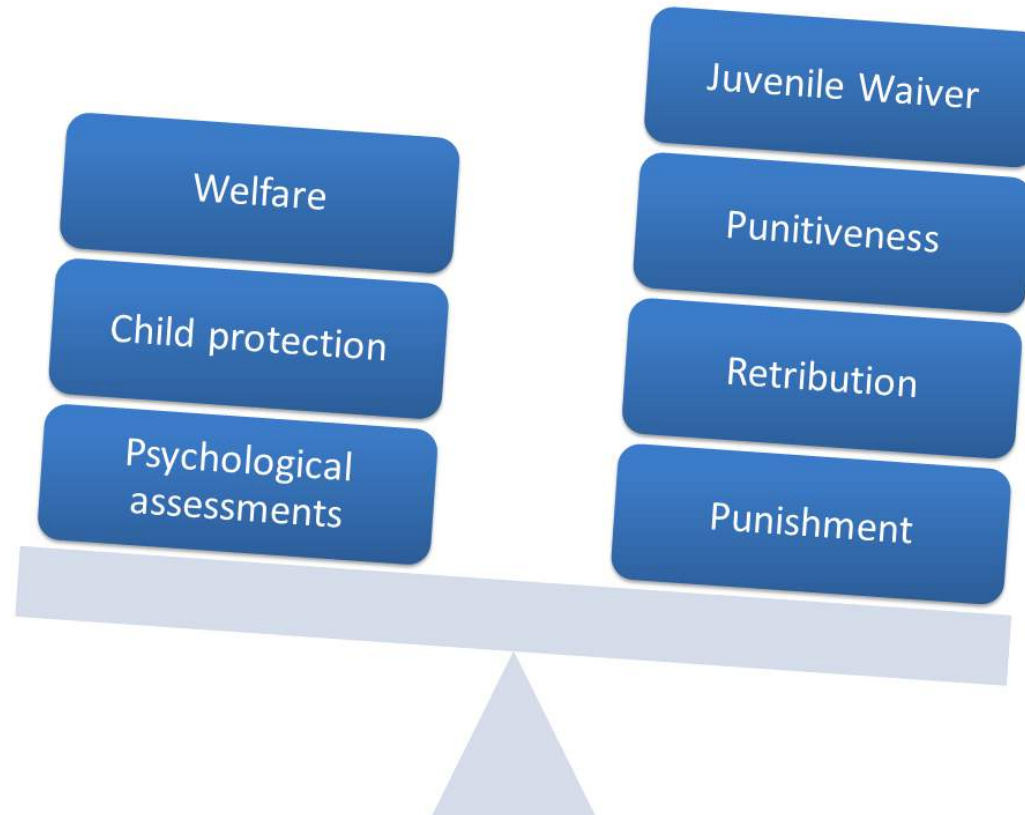 Welfare
Child protection
Psychological
assessments
Juvenile Waiver
Punitiveness
Retribution
Punishment